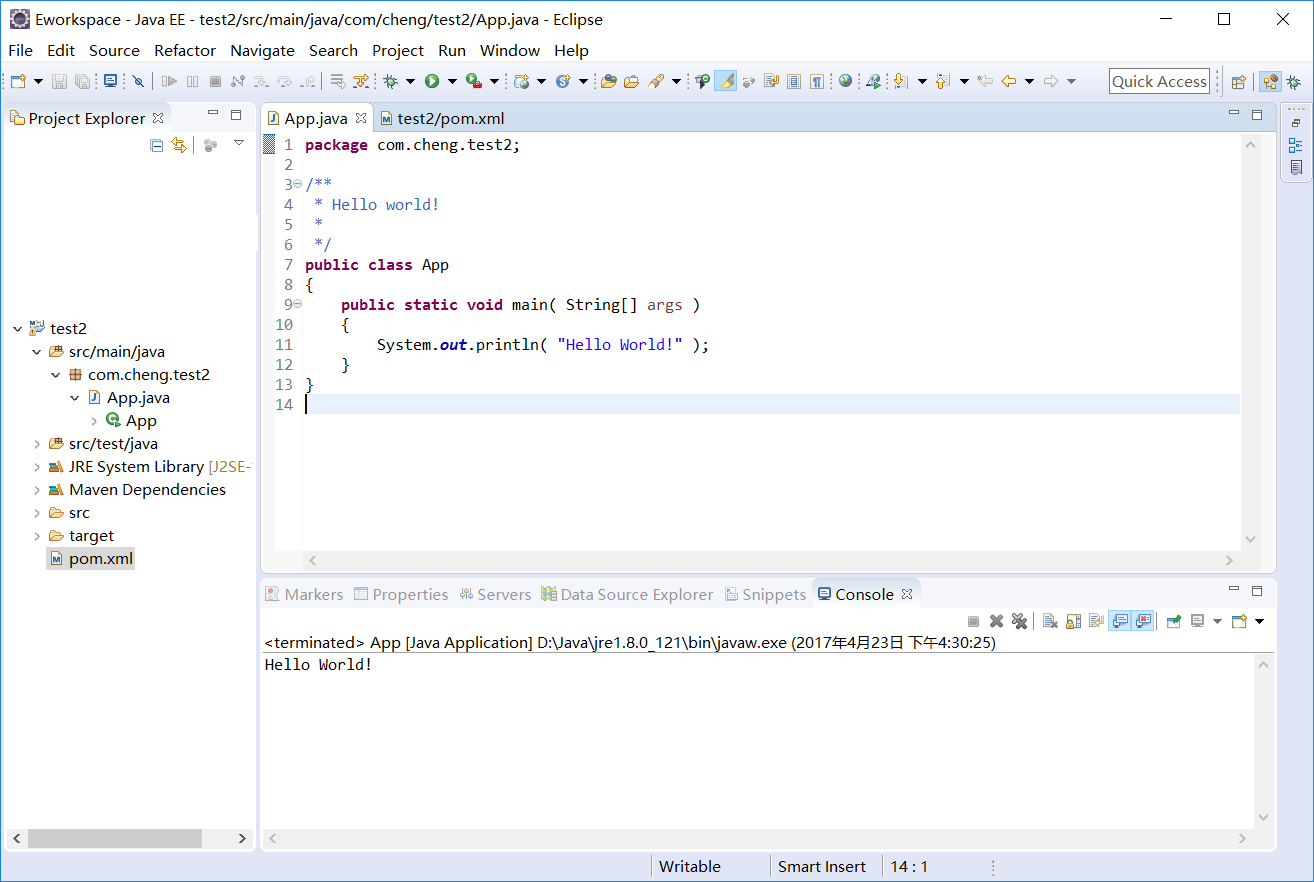 Eworkspace - Java EE - test2/src/main/java/com/cheng/test2/App.java - Eclipse
File Edit Source Refactor Navigate Search Project Run Window Help
Quick Access
Project Explorer
test2
src/main/java
com.cheng.test2
App.java
App
src/test/java
JRE System Library [J2SE-
Maven Dependencies
src
target
pom.xml
App.java test2/pom.xml
1 package com.cheng.test2;
2
3 /**
4  * Hello world!
5  *
6  */
7 public class App
8 {
9     public static void main( String[] args )
10     {
11         System.out.println( "Hello World!" );
12     }
13 }
14
Markers Properties Servers Data Source Explorer Snippets Console
<terminated> App [Java Application] D:\Java\jre1.8.0_121\bin\javaw.exe (2017年4月23日 下午4:30:25)
Hello World!
Writable Smart Insert 14 : 1